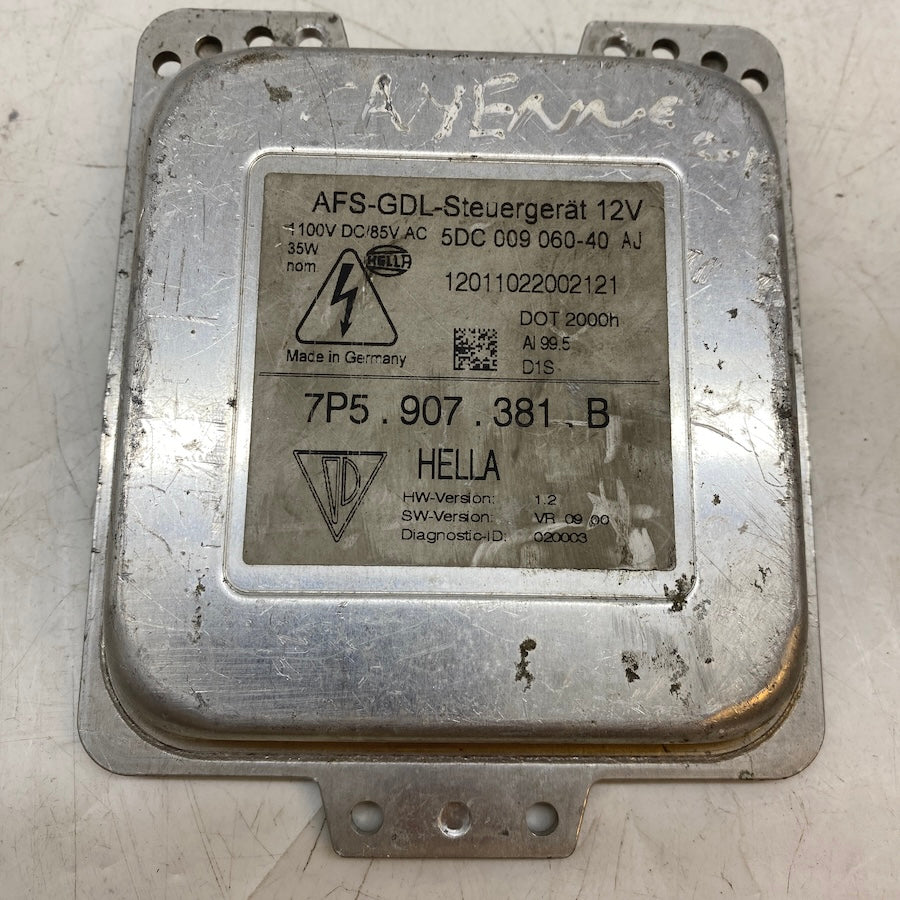 CAYEnne
AFS-GDL-Steuergerät 12V
1100V DC/85V AC 5DC 009 060-40 AJ
35W
nom.
HELLA
12011022002121
DOT 2000h
Al 99.5
D1S
Made in Germany
7P5 . 907 . 381 . B
HELLA
HW-Version: 1.2
SW-Version: VR 09 00
Diagnostic-ID: 020003